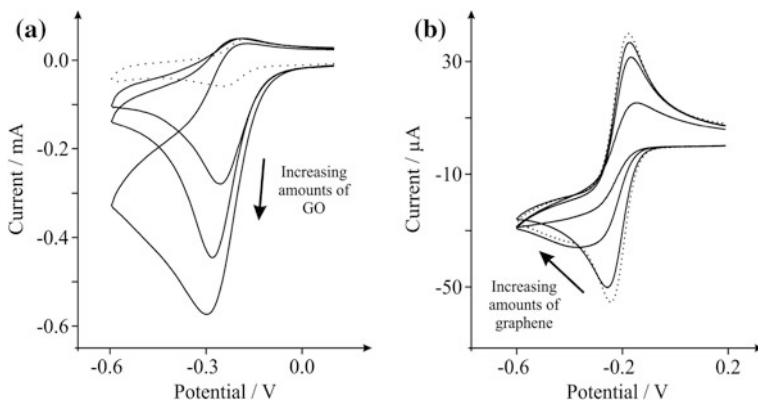 (a)
0.0
-0.2
-0.4
-0.6
Current / mA
Increasing
amounts of
GO
-0.6
-0.3
0.0
Potential / V
(b)
30
-10
-50
Current / µA
Increasing
amounts of
graphene
-0.6
-0.2
0.2
Potential / V